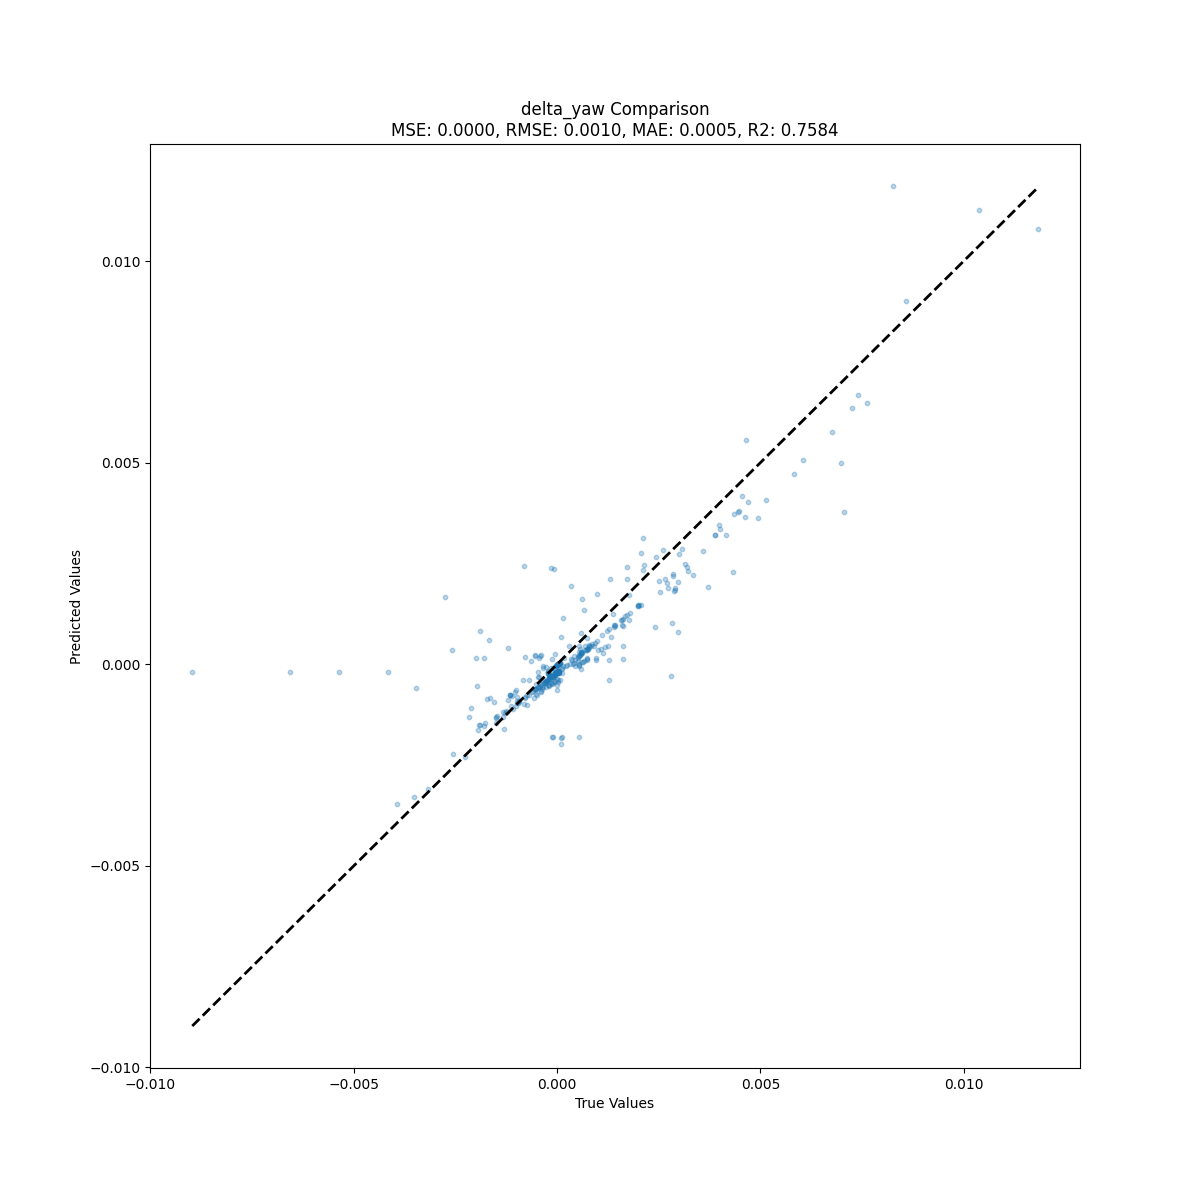 delta_yaw Comparison
MSE: 0.0000, RMSE: 0.0010, MAE: 0.0005, R2: 0.7584
0.010
0.005
0.000
−0.005
−0.010
Predicted Values
−0.010 −0.005 0.000 0.005 0.010
True Values